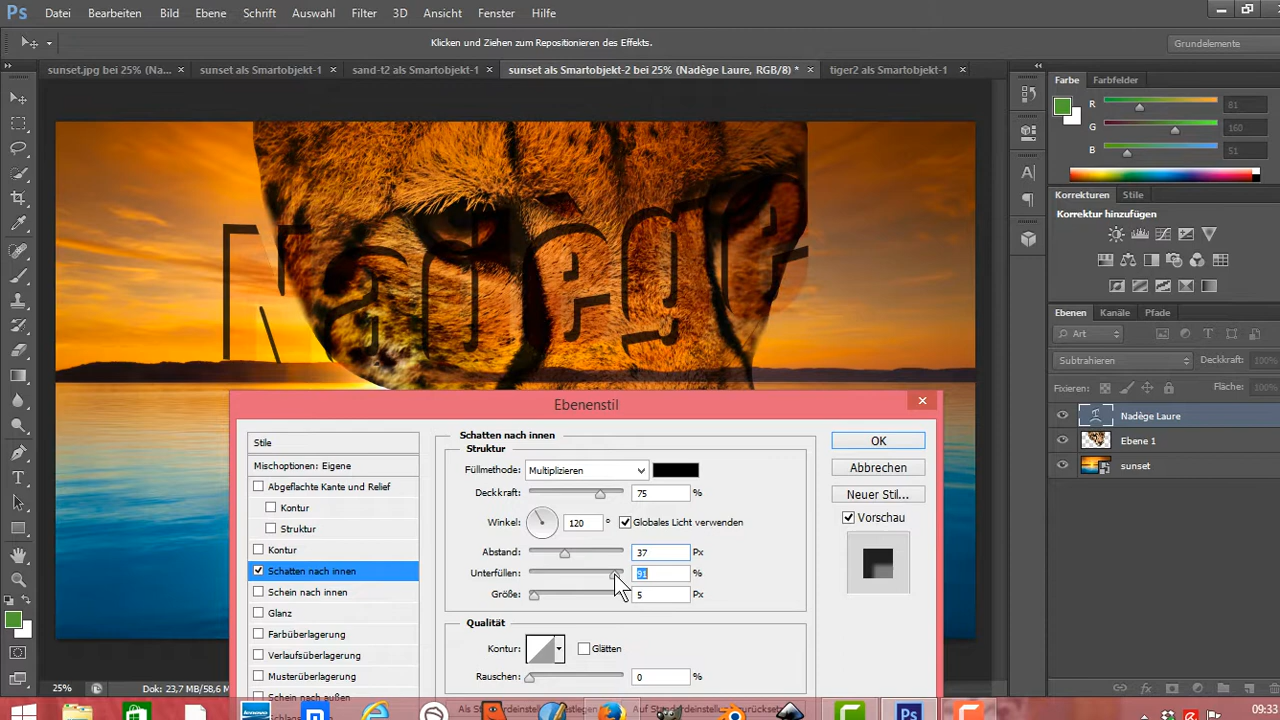 Ps Datei Bearbeiten Bild Ebene Schrift Auswahl Filter 3D Ansicht Fenster Hilfe
Klicken und Ziehen zum Repositionieren des Effekts.
Grundelemente
sunset.jpg bei 25% (Na... × sunset als Smartobjekt-1 × sand-t2 als Smartobjekt-1 × sunset als Smartobjekt-2 bei 25% (Nadège Laure, RGB/8) * × tiger2 als Smartobjekt-1 ×
Farbe Farbfelder
R 81
G 160
B 51
Korrekturen Stile
Korrektur hinzufügen
Nadège
Ebenen Kanäle Pfade
Art
Subtrahieren Deckkraft: 100%
Fixieren: Fläche: 100%
Nadège Laure
Ebene 1
sunset
Ebenenstil
Stile
Mischoptionen: Eigene
Abgeflachte Kante und Relief
Kontur
Struktur
Kontur
Schatten nach innen
Schein nach innen
Glanz
Farbüberlagerung
Verlaufsüberlagerung
Musterüberlagerung
Schein nach außen
Schatten nach innen
Struktur
Füllmethode: Multiplizieren
Deckkraft: 75 %
Winkel: 120 ° Globales Licht verwenden
Abstand: 37 Px
Unterfüllen: 91 %
Größe: 5 Px
Qualität
Kontur: Glätten
Rauschen: 0 %
OK
Abbrechen
Neuer Stil...
Vorschau
25% Dok: 23,7 MB/58,6
lenovo
Ps
09:33